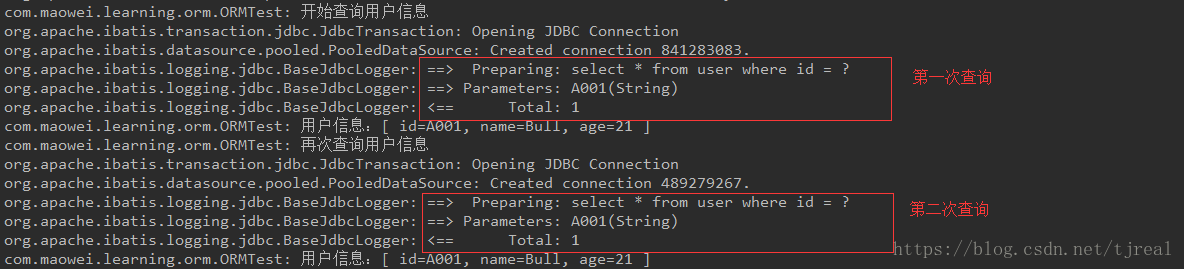 com.maowei.learning.orm.ORMTest: 开始查询用户信息
org.apache.ibatis.transaction.jdbc.JdbcTransaction: Opening JDBC Connection
org.apache.ibatis.datasource.pooled.PooledDataSource: Created connection 841283083.
org.apache.ibatis.logging.jdbc.BaseJdbcLogger: ==>  Preparing: select * from user where id = ?
第一次查询
org.apache.ibatis.logging.jdbc.BaseJdbcLogger: ==> Parameters: A001(String)
org.apache.ibatis.logging.jdbc.BaseJdbcLogger: <==      Total: 1
com.maowei.learning.orm.ORMTest: 用户信息：[ id=A001, name=Bull, age=21 ]
com.maowei.learning.orm.ORMTest: 再次查询用户信息
org.apache.ibatis.transaction.jdbc.JdbcTransaction: Opening JDBC Connection
org.apache.ibatis.datasource.pooled.PooledDataSource: Created connection 489279267.
org.apache.ibatis.logging.jdbc.BaseJdbcLogger: ==>  Preparing: select * from user where id = ?
第二次查询
org.apache.ibatis.logging.jdbc.BaseJdbcLogger: ==> Parameters: A001(String)
org.apache.ibatis.logging.jdbc.BaseJdbcLogger: <==      Total: 1
https://blog.csdn.net/tjreal
com.maowei.learning.orm.ORMTest: 用户信息：[ id=A001, name=Bull, age=21 ]